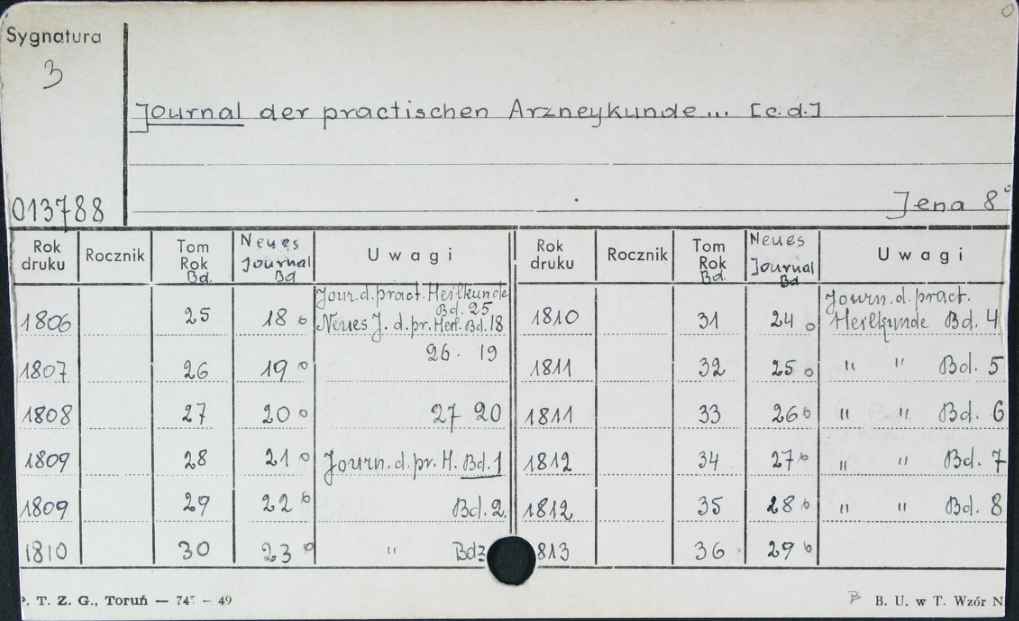 Sygnatura
3
Journal der practischen Arzneykunde... [c.d.]
013788
Jena 8°
Rok druku Rocznik Tom Rok Bd. Neues Journal Bd Uwagi Rok druku Rocznik Tom Rok Bd. Neues Journal Bd Uwagi
1806 25 18 Jour. d. pract. Heilkunde Bd. 25 Neues J. d. pr. Heil. Bd. 18 1810 31 24 Journ. d. pract. Heilkunde Bd. 4
1807 26 19 26. 19 1811 32 25 " " Bd. 5
1808 27 20 27 20 1811 33 26 " " Bd. 6
1809 28 21 Journ. d. pr. H. Bd. 1 1812 34 27 " " Bd. 7
1809 29 22 Bd. 2 1812 35 28 " " Bd. 8
1810 30 23 " Bd 3 813 36 29
T. Z. G., Toruń — 49 B. U. w T. Wzór N